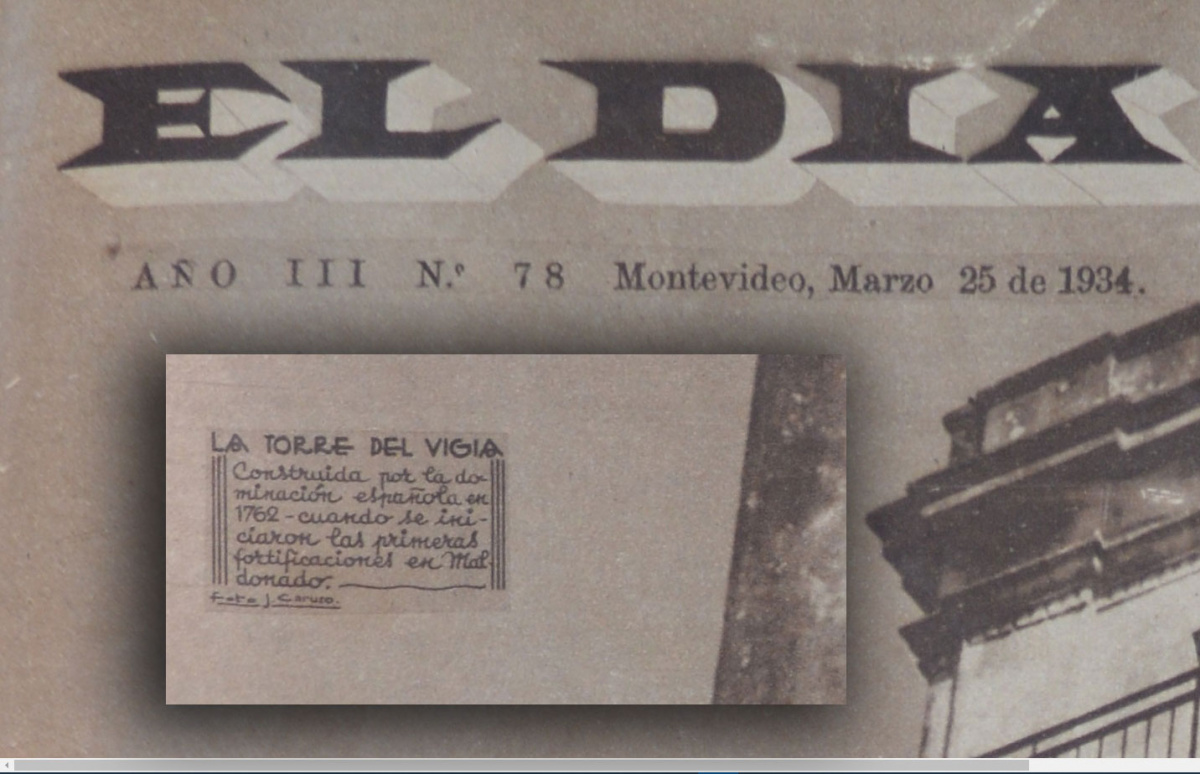 EL DIA
AÑO III N.º 78 Montevideo, Marzo 25 de 1934.
LA TORRE DEL VIGIA
Construida por la do-
minación española en
1762 - cuando se ini-
ciaron las primeras
fortificaciones en Mal-
donado.
Foto J. Caruso.